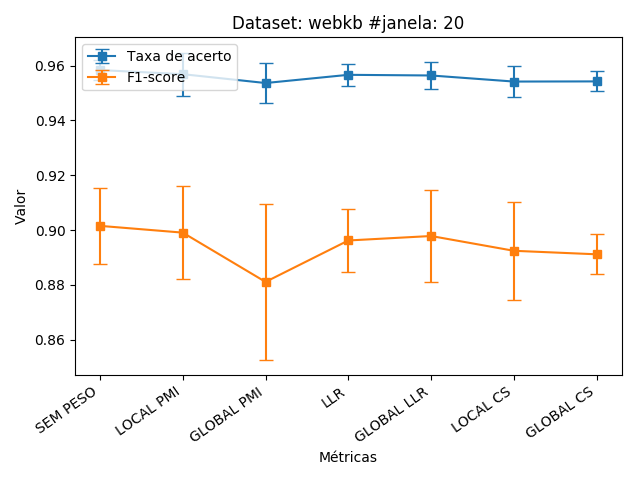 Dataset: webkb #janela: 20
Taxa de acerto
F1-score
0.96
0.94
0.92
0.90
0.88
0.86
Valor
SEM PESO
LOCAL PMI
GLOBAL PMI
LLR
GLOBAL LLR
LOCAL CS
GLOBAL CS
Métricas